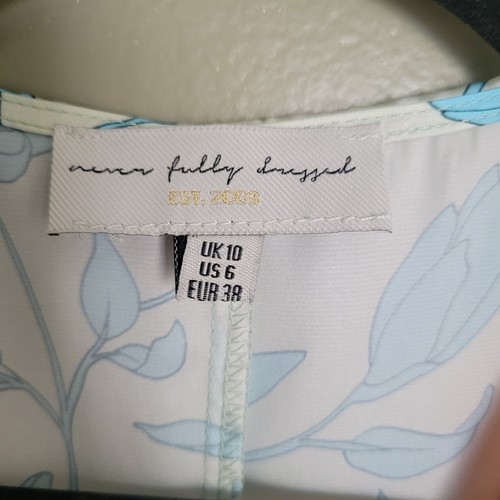 never fully dressed
EST. 2009
UK 10
US 6
EUR 38